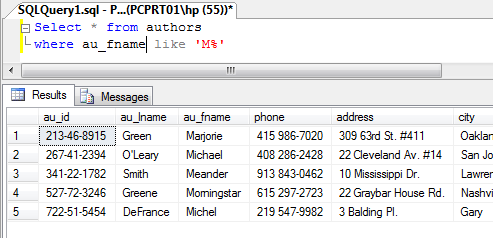 SQLQuery1.sql - P...(PCPRT01\hp (55))*
Select * from authors
where au_fname like 'M%'
Results Messages
au_id au_lname au_fname phone address city
1 213-46-8915 Green Marjorie 415 986-7020 309 63rd St. #411 Oaklan
2 267-41-2394 O'Leary Michael 408 286-2428 22 Cleveland Av. #14 San Jo
3 341-22-1782 Smith Meander 913 843-0462 10 Mississippi Dr. Lawren
4 527-72-3246 Greene Morningstar 615 297-2723 22 Graybar House Rd. Nashvi
5 722-51-5454 DeFrance Michel 219 547-9982 3 Balding Pl. Gary